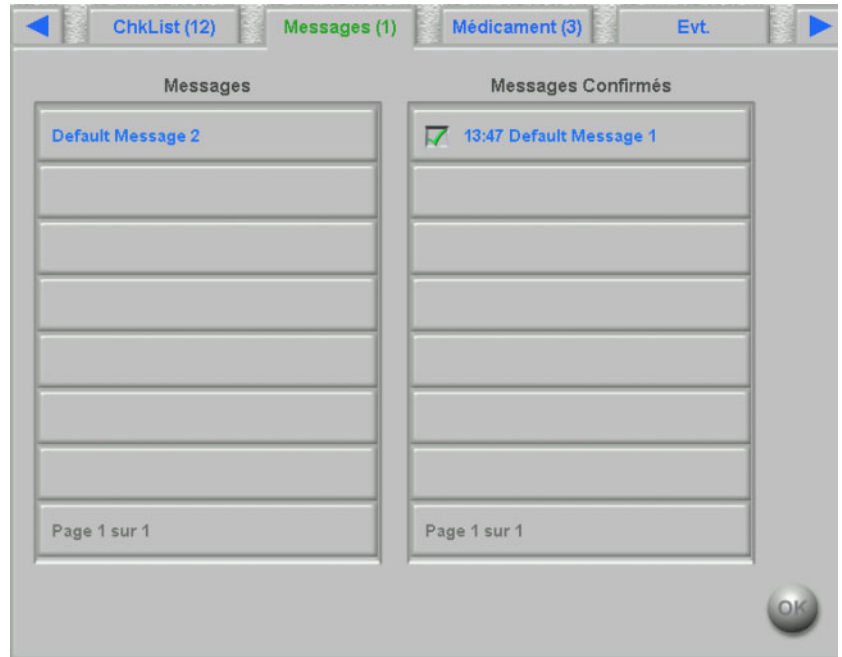 ChkList (12) Messages (1) Médicament (3) Evt.
Messages Messages Confirmés
Default Message 2
13:47 Default Message 1
Page 1 sur 1
Page 1 sur 1
OK